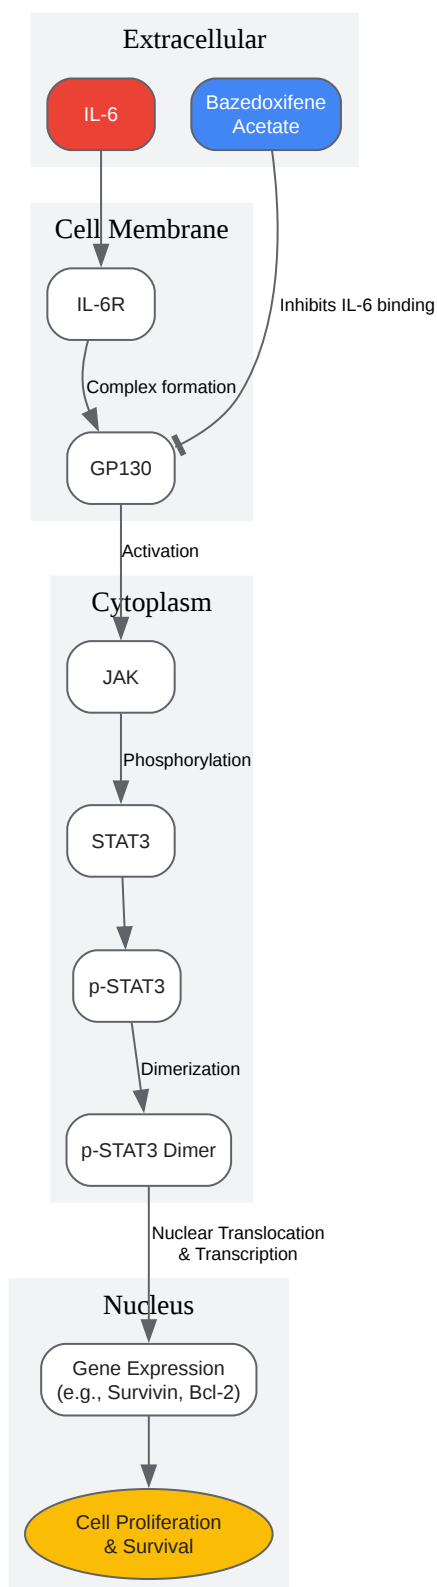 Extracellular
IL-6
Bazedoxifene
Acetate
Cell Membrane
IL-6R
Inhibits IL-6 binding
Complex formation
GP130
Activation
Cytoplasm
JAK
Phosphorylation
STAT3
p-STAT3
Dimerization
p-STAT3 Dimer
Nuclear Translocation
& Transcription
Nucleus
Gene Expression
(e.g., Survivin, Bcl-2)
Cell Proliferation
& Survival